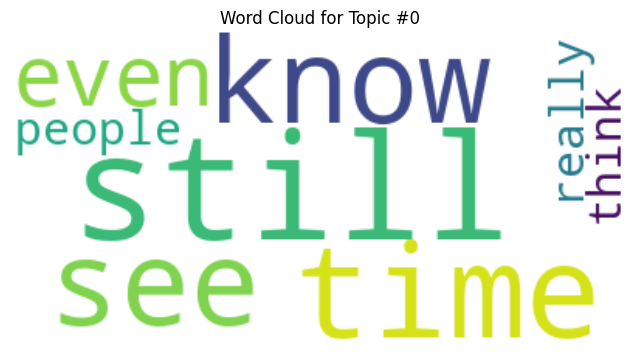 Word Cloud for Topic #0
even know
people
still
see time
really
think